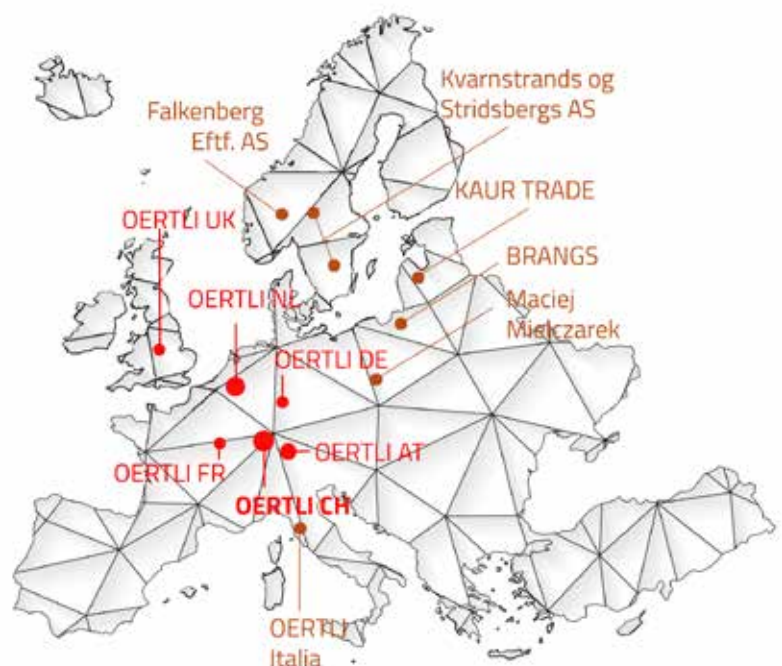 Kvarnstrands og
Stridsbergs AS
Falkenberg
Eftf. AS
KAUR TRADE
OERTLI UK
BRANGS
OERTLI NL
Maciej
Mielczarek
OERTLI DE
OERTLI AT
OERTLI FR
OERTLI CH
OERTLI
Italia